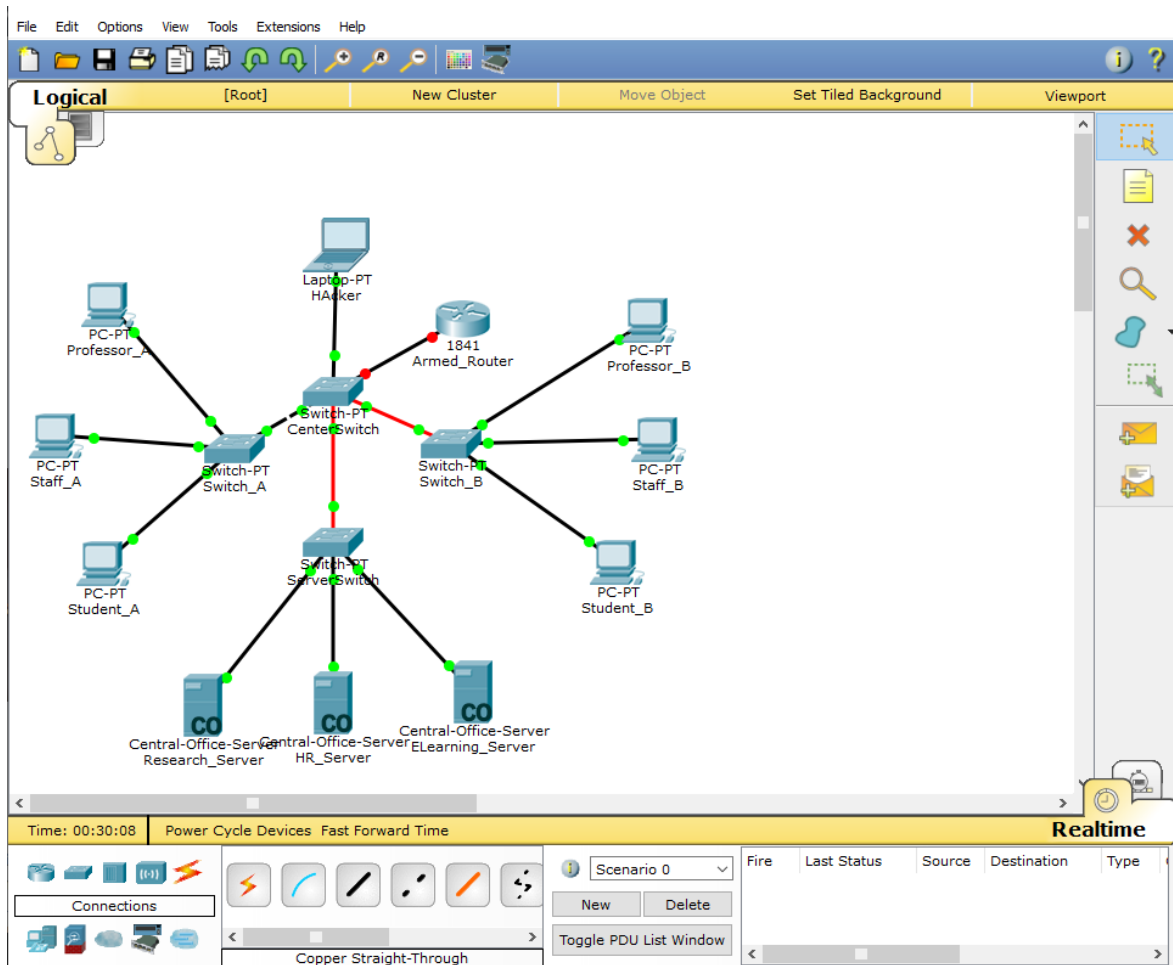 File Edit Options View Tools Extensions Help
R
i ?
Logical [Root] New Cluster Move Object Set Tiled Background Viewport
Laptop-PT
HAcker
PC-PT
Professor_A
1841
Armed_Router
PC-PT
Professor_B
Switch-PT
CenterSwitch
PC-PT
Staff_A
Switch-PT
Switch_A
Switch-PT
Switch_B
PC-PT
Staff_B
Switch-PT
ServerSwitch
PC-PT
Student_A
PC-PT
Student_B
CO
Central-Office-Server
Research_Server
CO
Central-Office-Server
HR_Server
CO
Central-Office-Server
ELearning_Server
Time: 00:30:08 Power Cycle Devices Fast Forward Time Realtime
Connections
Copper Straight-Through
i Scenario 0
New Delete
Toggle PDU List Window
Fire Last Status Source Destination Type